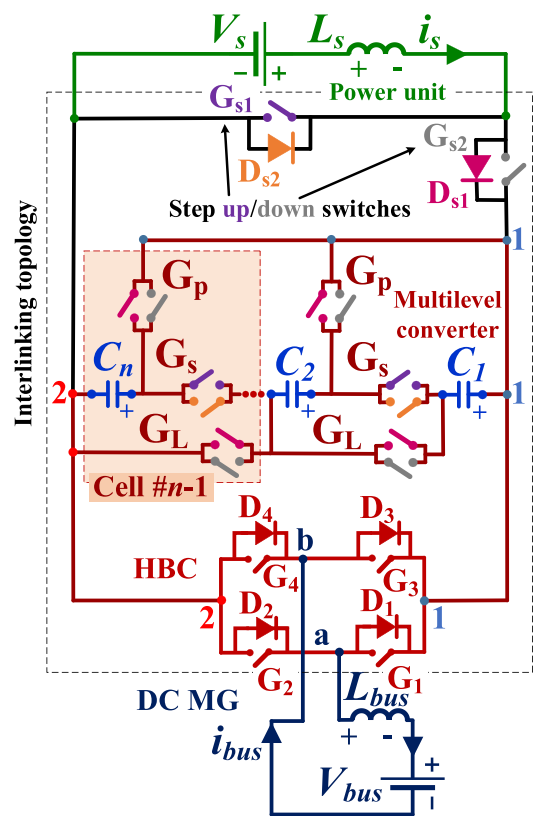 Vs Ls is
− + + -
Power unit
Gs1
Ds2
Gs2
Ds1
Step up/down switches
Interlinking topology
1
Gp Gp
Multilevel
converter
Cn Gs C2 Gs C1
2 + + + 1
GL GL
Cell #n-1
D4 b D3
HBC G4 G3
2 D2 a D1 1
G2 G1
DC MG Lbus
ibus + -
Vbus +
−